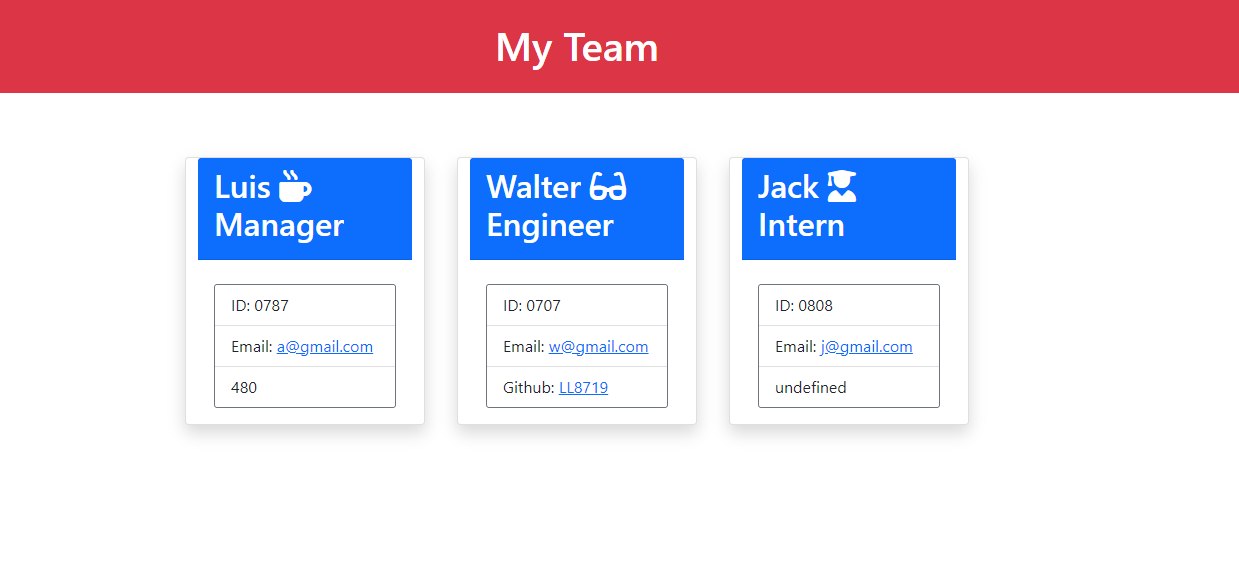 My Team
Luis
Manager
ID: 0787
Email: a@gmail.com
480
Walter
Engineer
ID: 0707
Email: w@gmail.com
Github: LL8719
Jack
Intern
ID: 0808
Email: j@gmail.com
undefined